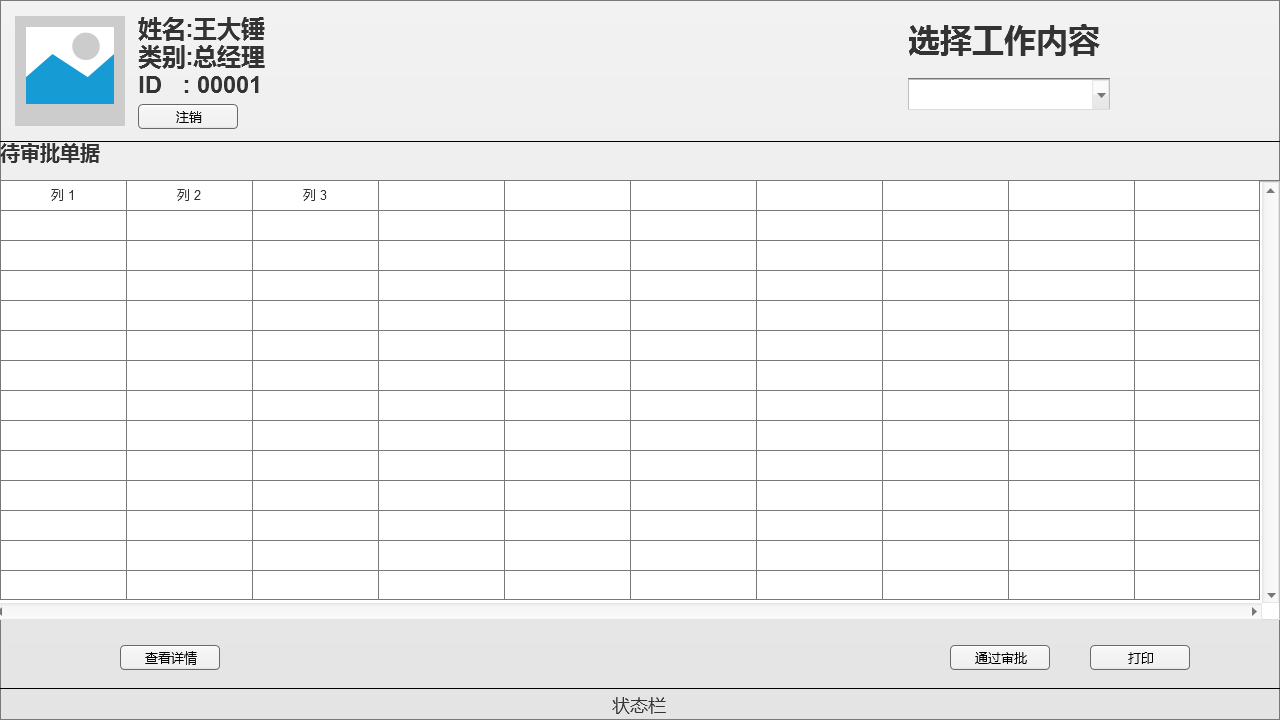 姓名:王大锤
类别:总经理
ID : 00001
注销
选择工作内容
待审批单据
列 1 列 2 列 3
查看详情 通过审批 打印
状态栏